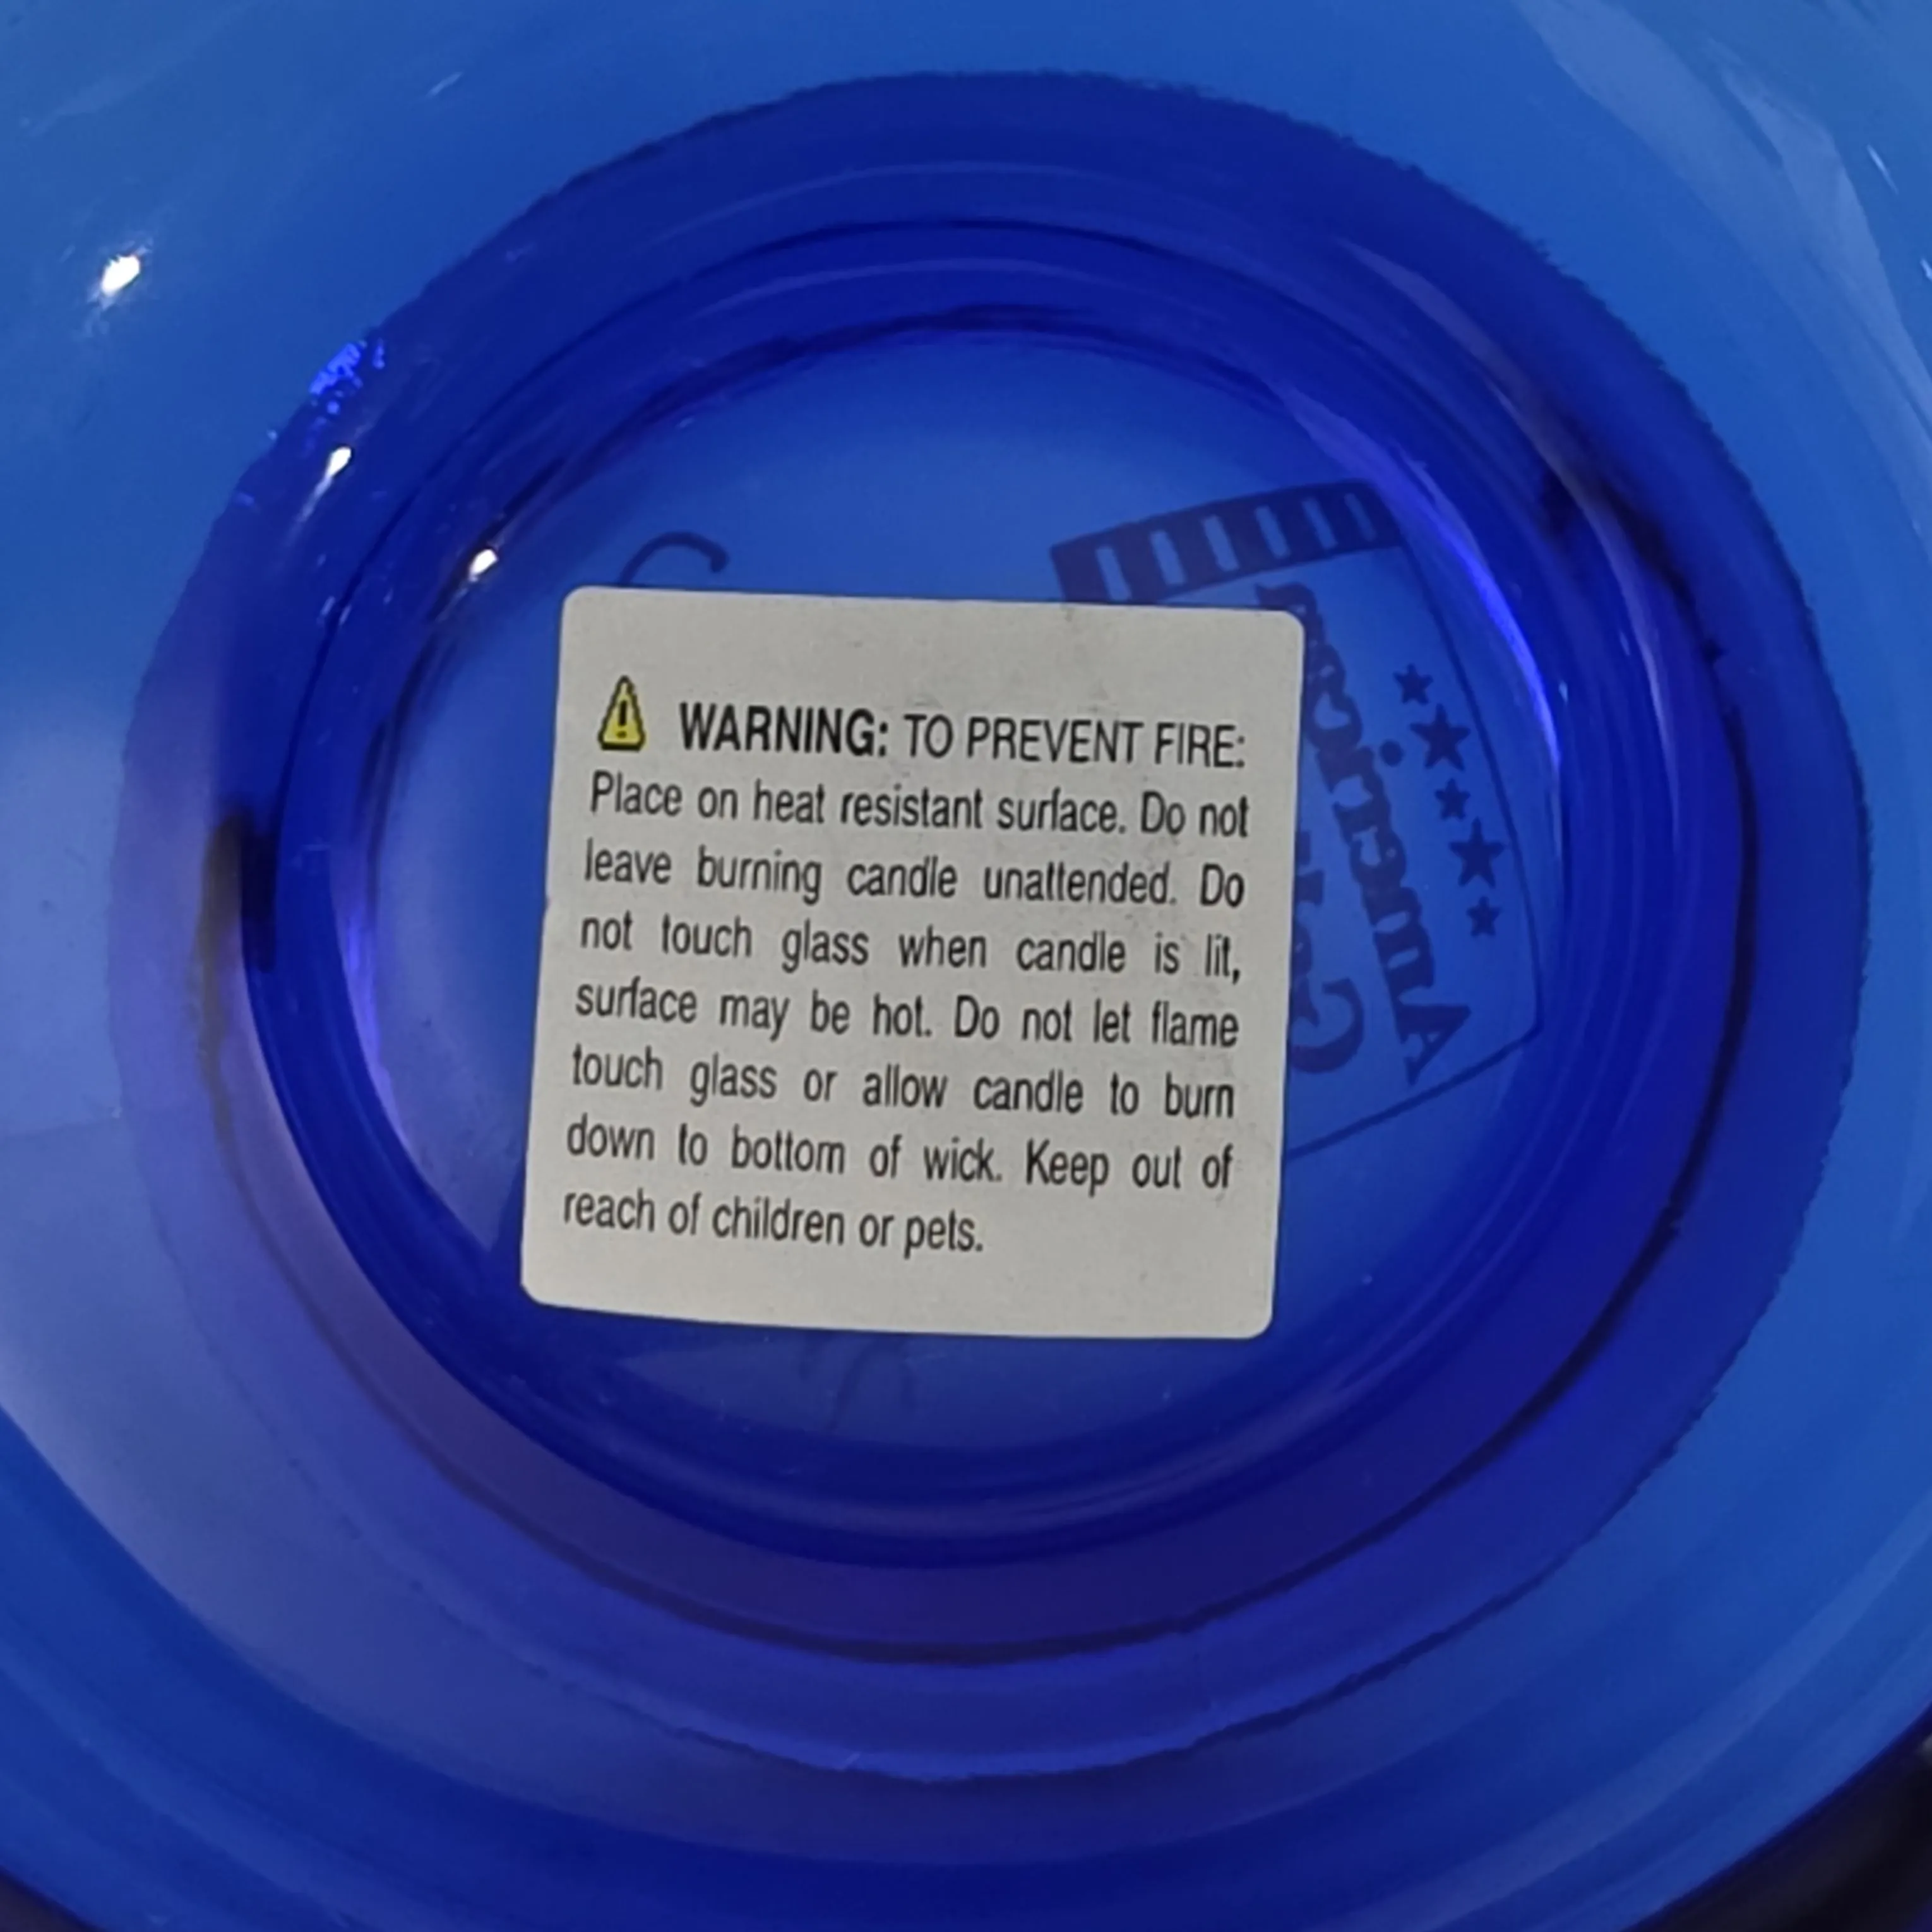 WARNING: TO PREVENT FIRE:
Place on heat resistant surface. Do not
leave burning candle unattended. Do
not touch glass when candle is lit,
surface may be hot. Do not let flame
touch glass or allow candle to burn
down to bottom of wick. Keep out of
reach of children or pets.
American